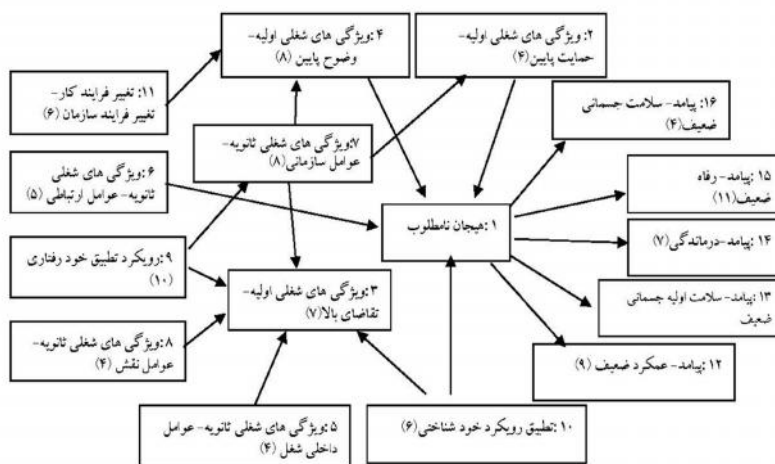 ۴: ویژگی های شغلی اولیه-
وضوح پایین (۸)
۲: ویژگی های شغلی اولیه-
حمایت پایین (۴)
۱۱: تغییر فرایند کار-
تغییر فرایند سازمان (۶)
۱۶: پیامد- سلامت جسمانی
ضعیف(۴)
۷: ویژگی های شغلی ثانویه-
عوامل سازمانی(۸)
۶: ویژگی های شغلی
ثانویه- عوامل ارتباطی (۵)
۱۵: پیامد- رفاه
ضعیف(۱۱)
۱: هیجان نامطلوب
۱۴: پیامد-درماندگی(۷)
۹: رویکرد تطبیق خود رفتاری
(۱۰)
۳: ویژگی های شغلی اولیه-
تقاضای بالا(۷)
۱۳: پیامد- سلامت اولیه جسمانی
ضعیف
۸: ویژگی های شغلی ثانویه-
عوامل نقش (۴)
۱۲: پیامد- عمکرد ضعیف (۹)
۵: ویژگی های شغلی ثانویه- عوامل
داخلی شغل (۴)
۱۰: تطبیق رویکرد خود شناختی(۶)